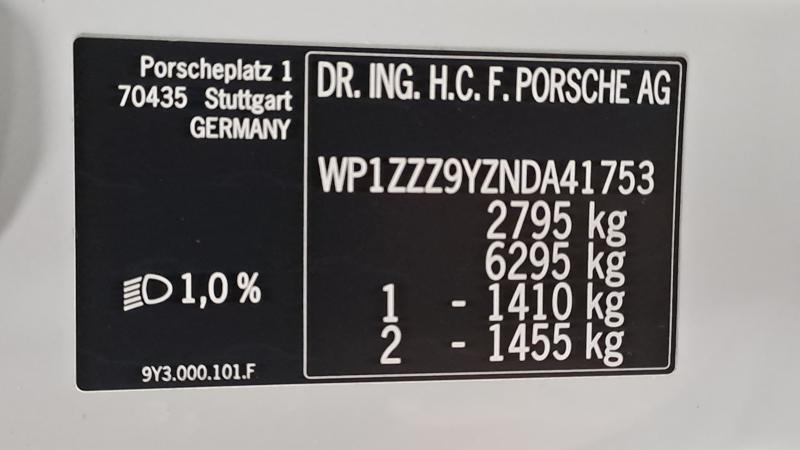 Porscheplatz 1
70435 Stuttgart
GERMANY
1,0 %
9Y3.000.101.F
DR. ING. H.C. F. PORSCHE AG
WP1ZZZ9YZNDA41753
2795 kg
6295 kg
1 - 1410 kg
2 - 1455 kg